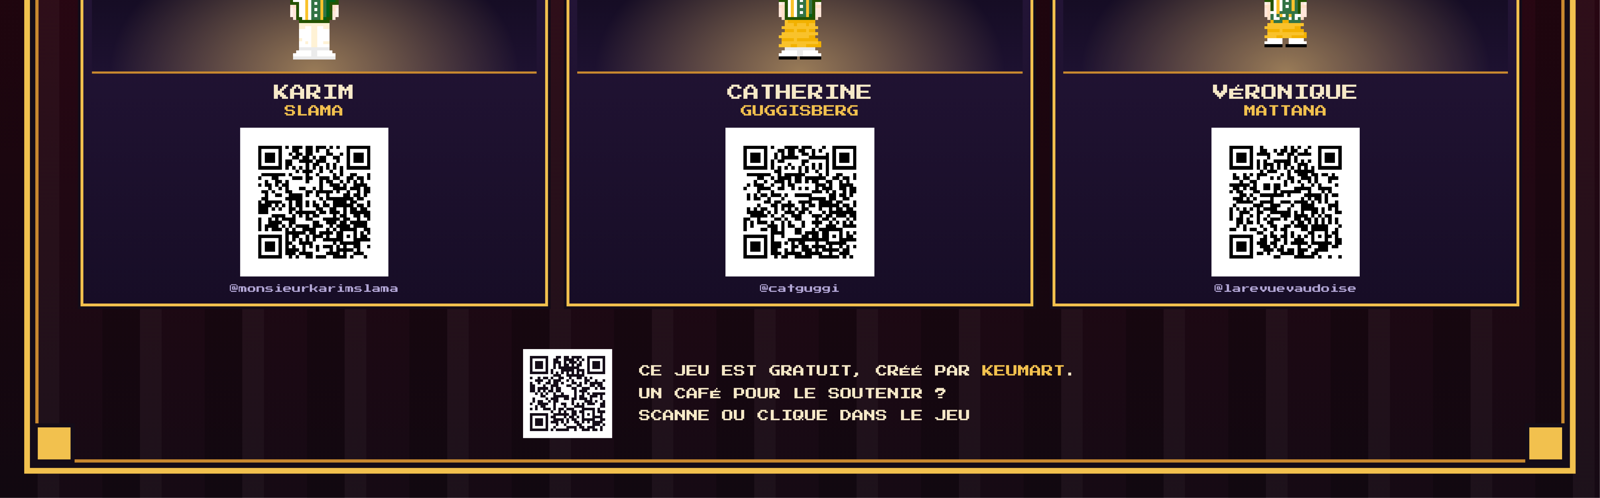 KARIM
SLAMA
@monsieurkarimslama
CATHERINE
GUGGISBERG
@catguggi
VéRONIQUE
MATTANA
@larevuevaudoise
CE JEU EST GRATUIT, CRéé PAR KEUMART.
UN CAFé POUR LE SOUTENIR ?
SCANNE OU CLIQUE DANS LE JEU